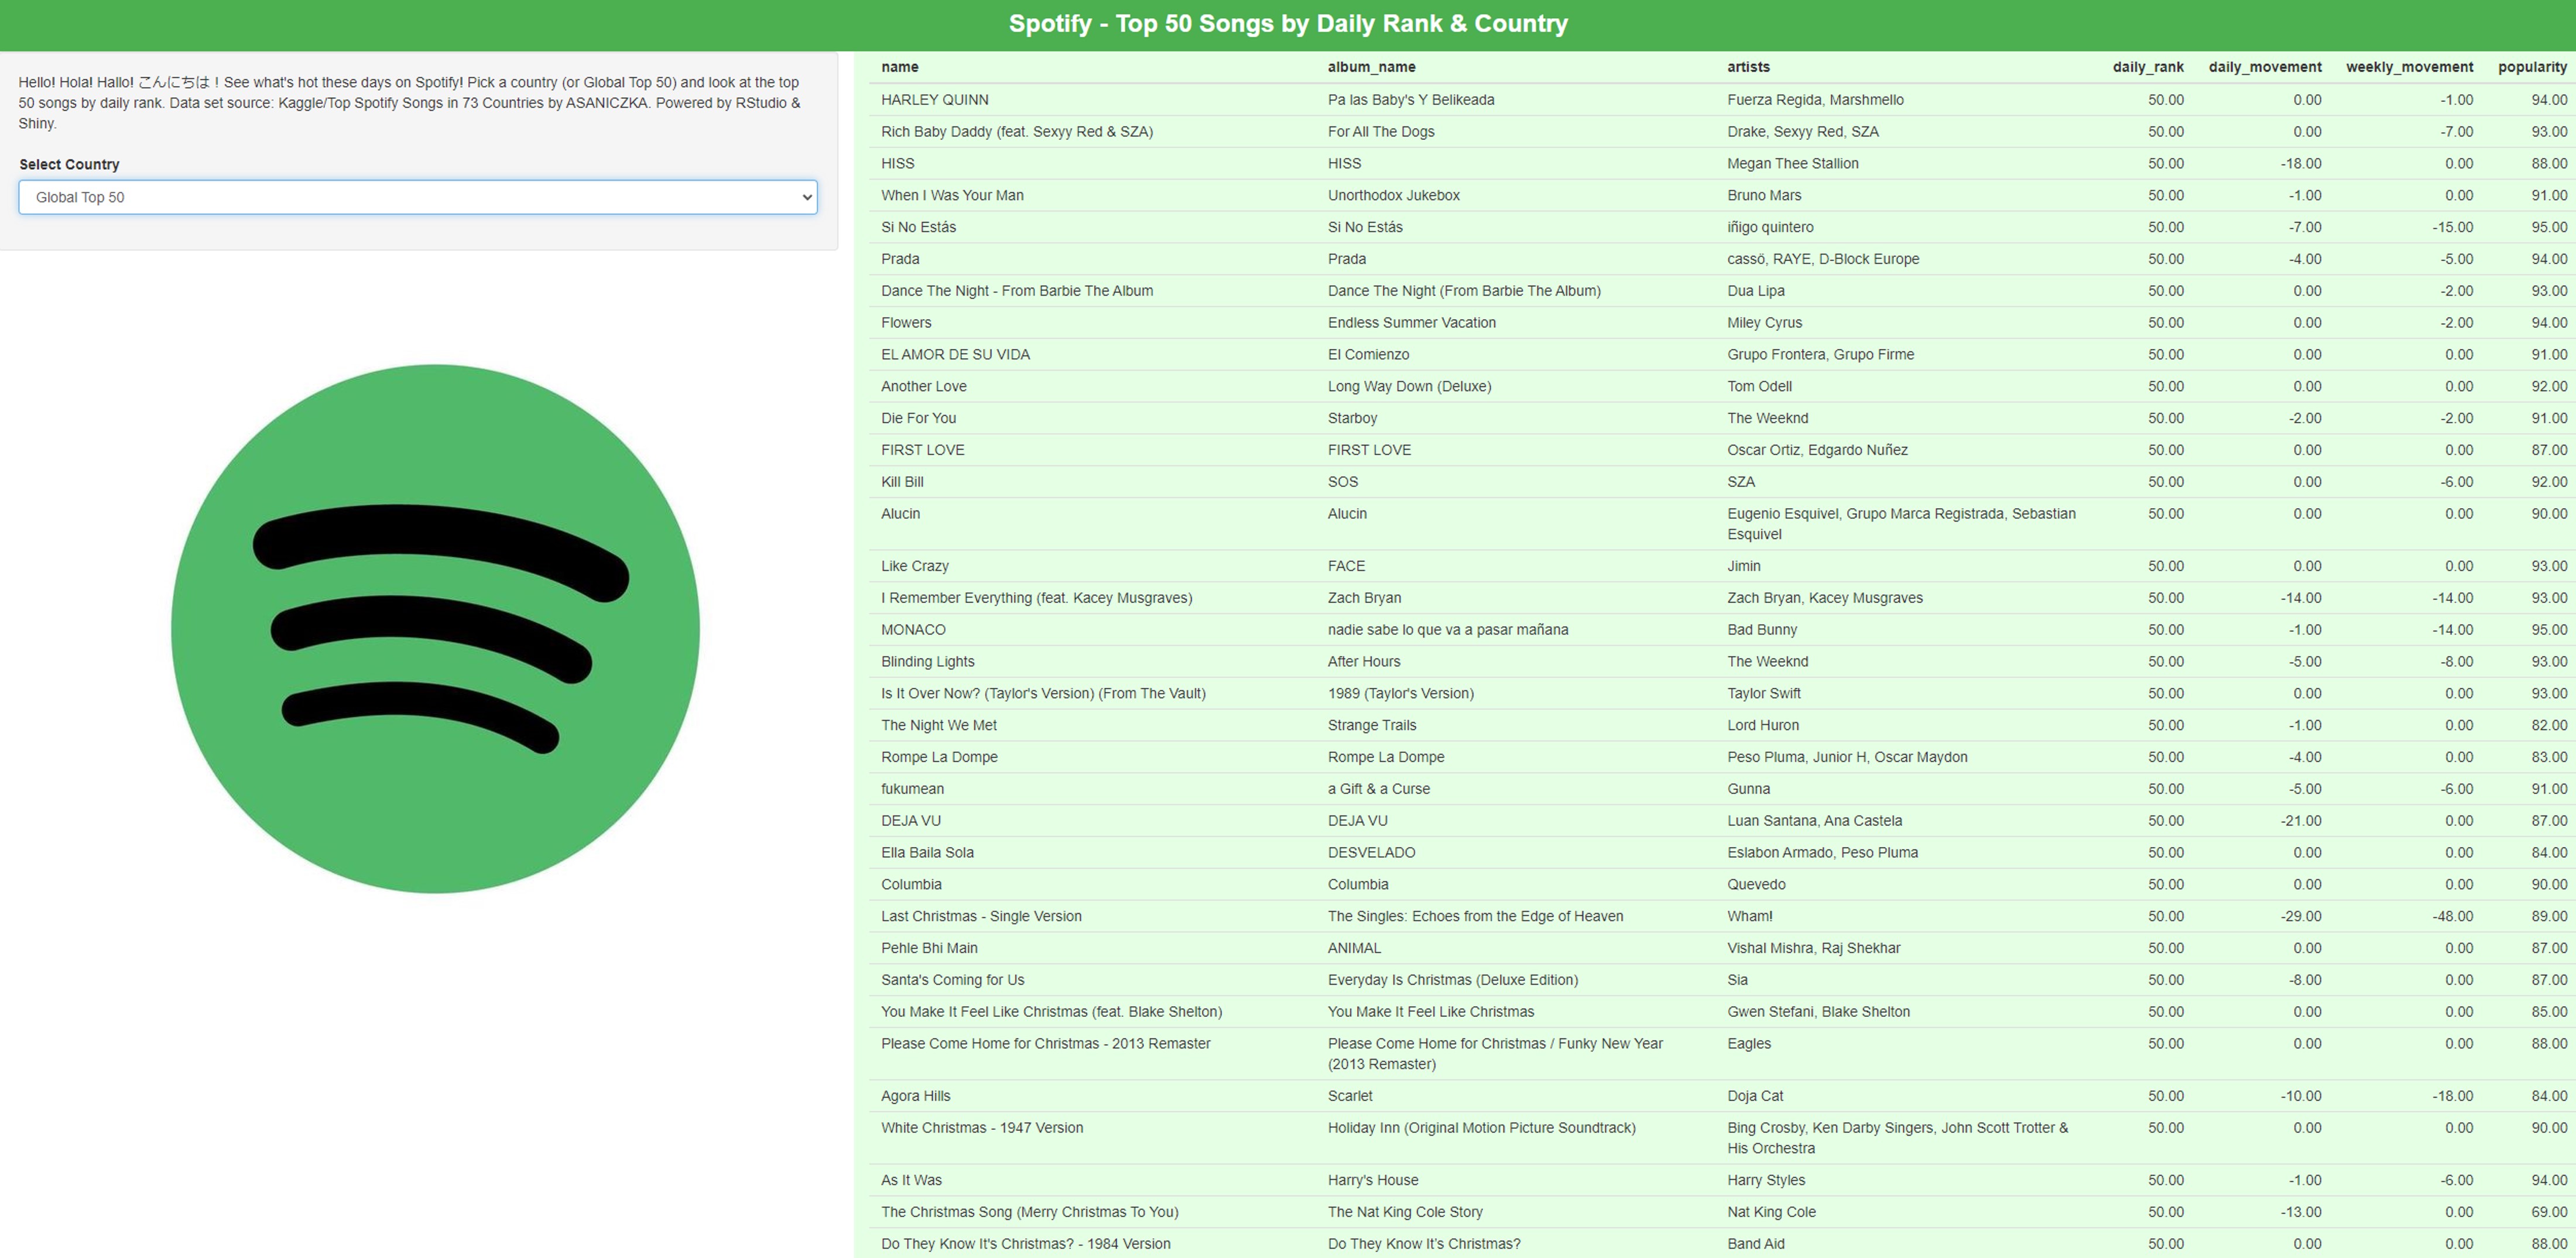 Spotify - Top 50 Songs by Daily Rank & Country
Hello! Hola! Hallo! こんにちは ! See what's hot these days on Spotify! Pick a country (or Global Top 50) and look at the top
50 songs by daily rank. Data set source: Kaggle/Top Spotify Songs in 73 Countries by ASANICZKA. Powered by RStudio &
Shiny.
Select Country
Global Top 50
name album_name artists daily_rank daily_movement weekly_movement popularity
HARLEY QUINN Pa las Baby's Y Belikeada Fuerza Regida, Marshmello 50.00 0.00 -1.00 94.00
Rich Baby Daddy (feat. Sexyy Red & SZA) For All The Dogs Drake, Sexyy Red, SZA 50.00 0.00 -7.00 93.00
HISS HISS Megan Thee Stallion 50.00 -18.00 0.00 88.00
When I Was Your Man Unorthodox Jukebox Bruno Mars 50.00 -1.00 0.00 91.00
Si No Estás Si No Estás iñigo quintero 50.00 -7.00 -15.00 95.00
Prada Prada cassö, RAYE, D-Block Europe 50.00 -4.00 -5.00 94.00
Dance The Night - From Barbie The Album Dance The Night (From Barbie The Album) Dua Lipa 50.00 0.00 -2.00 93.00
Flowers Endless Summer Vacation Miley Cyrus 50.00 0.00 -2.00 94.00
EL AMOR DE SU VIDA El Comienzo Grupo Frontera, Grupo Firme 50.00 0.00 0.00 91.00
Another Love Long Way Down (Deluxe) Tom Odell 50.00 0.00 0.00 92.00
Die For You Starboy The Weeknd 50.00 -2.00 -2.00 91.00
FIRST LOVE FIRST LOVE Oscar Ortiz, Edgardo Nuñez 50.00 0.00 0.00 87.00
Kill Bill SOS SZA 50.00 0.00 -6.00 92.00
Alucin Alucin Eugenio Esquivel, Grupo Marca Registrada, Sebastian 50.00 0.00 0.00 90.00
Esquivel
Like Crazy FACE Jimin 50.00 0.00 0.00 93.00
I Remember Everything (feat. Kacey Musgraves) Zach Bryan Zach Bryan, Kacey Musgraves 50.00 -14.00 -14.00 93.00
MONACO nadie sabe lo que va a pasar mañana Bad Bunny 50.00 -1.00 -14.00 95.00
Blinding Lights After Hours The Weeknd 50.00 -5.00 -8.00 93.00
Is It Over Now? (Taylor's Version) (From The Vault) 1989 (Taylor's Version) Taylor Swift 50.00 0.00 0.00 93.00
The Night We Met Strange Trails Lord Huron 50.00 -1.00 0.00 82.00
Rompe La Dompe Rompe La Dompe Peso Pluma, Junior H, Oscar Maydon 50.00 -4.00 0.00 83.00
fukumean a Gift & a Curse Gunna 50.00 -5.00 -6.00 91.00
DEJA VU DEJA VU Luan Santana, Ana Castela 50.00 -21.00 0.00 87.00
Ella Baila Sola DESVELADO Eslabon Armado, Peso Pluma 50.00 0.00 0.00 84.00
Columbia Columbia Quevedo 50.00 0.00 0.00 90.00
Last Christmas - Single Version The Singles: Echoes from the Edge of Heaven Wham! 50.00 -29.00 -48.00 89.00
Pehle Bhi Main ANIMAL Vishal Mishra, Raj Shekhar 50.00 0.00 0.00 87.00
Santa's Coming for Us Everyday Is Christmas (Deluxe Edition) Sia 50.00 -8.00 0.00 87.00
You Make It Feel Like Christmas (feat. Blake Shelton) You Make It Feel Like Christmas Gwen Stefani, Blake Shelton 50.00 0.00 0.00 85.00
Please Come Home for Christmas - 2013 Remaster Please Come Home for Christmas / Funky New Year Eagles 50.00 0.00 0.00 88.00
(2013 Remaster)
Agora Hills Scarlet Doja Cat 50.00 -10.00 -18.00 84.00
White Christmas - 1947 Version Holiday Inn (Original Motion Picture Soundtrack) Bing Crosby, Ken Darby Singers, John Scott Trotter & 50.00 0.00 0.00 90.00
His Orchestra
As It Was Harry's House Harry Styles 50.00 -1.00 -6.00 94.00
The Christmas Song (Merry Christmas To You) The Nat King Cole Story Nat King Cole 50.00 -13.00 0.00 69.00
Do They Know It's Christmas? - 1984 Version Do They Know It's Christmas? Band Aid 50.00 0.00 0.00 88.00